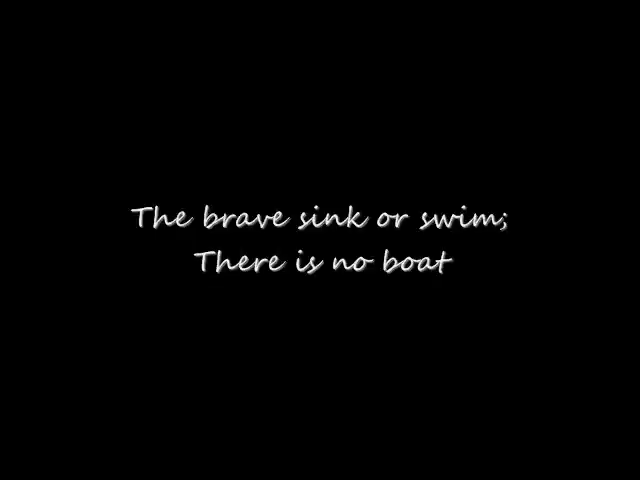 The brave sink or swim;
There is no boat